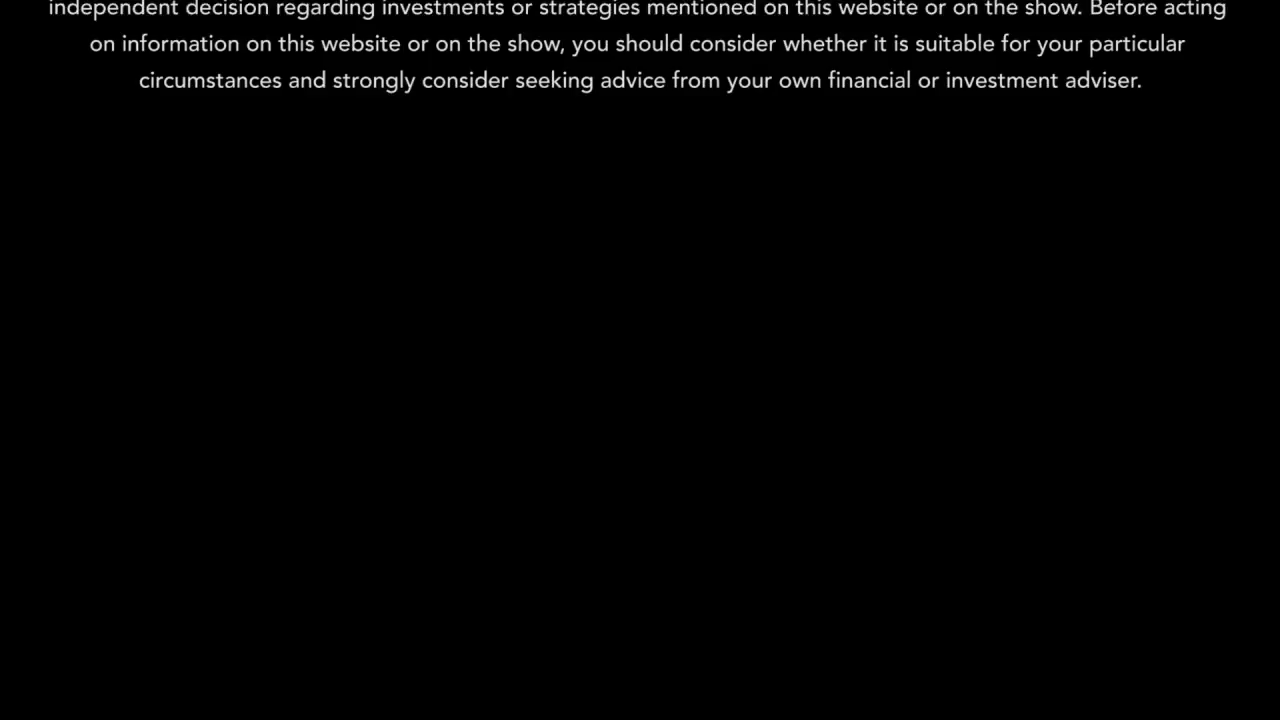 independent decision regarding investments or strategies mentioned on this website or on the show. Before acting
on information on this website or on the show, you should consider whether it is suitable for your particular
circumstances and strongly consider seeking advice from your own financial or investment adviser.